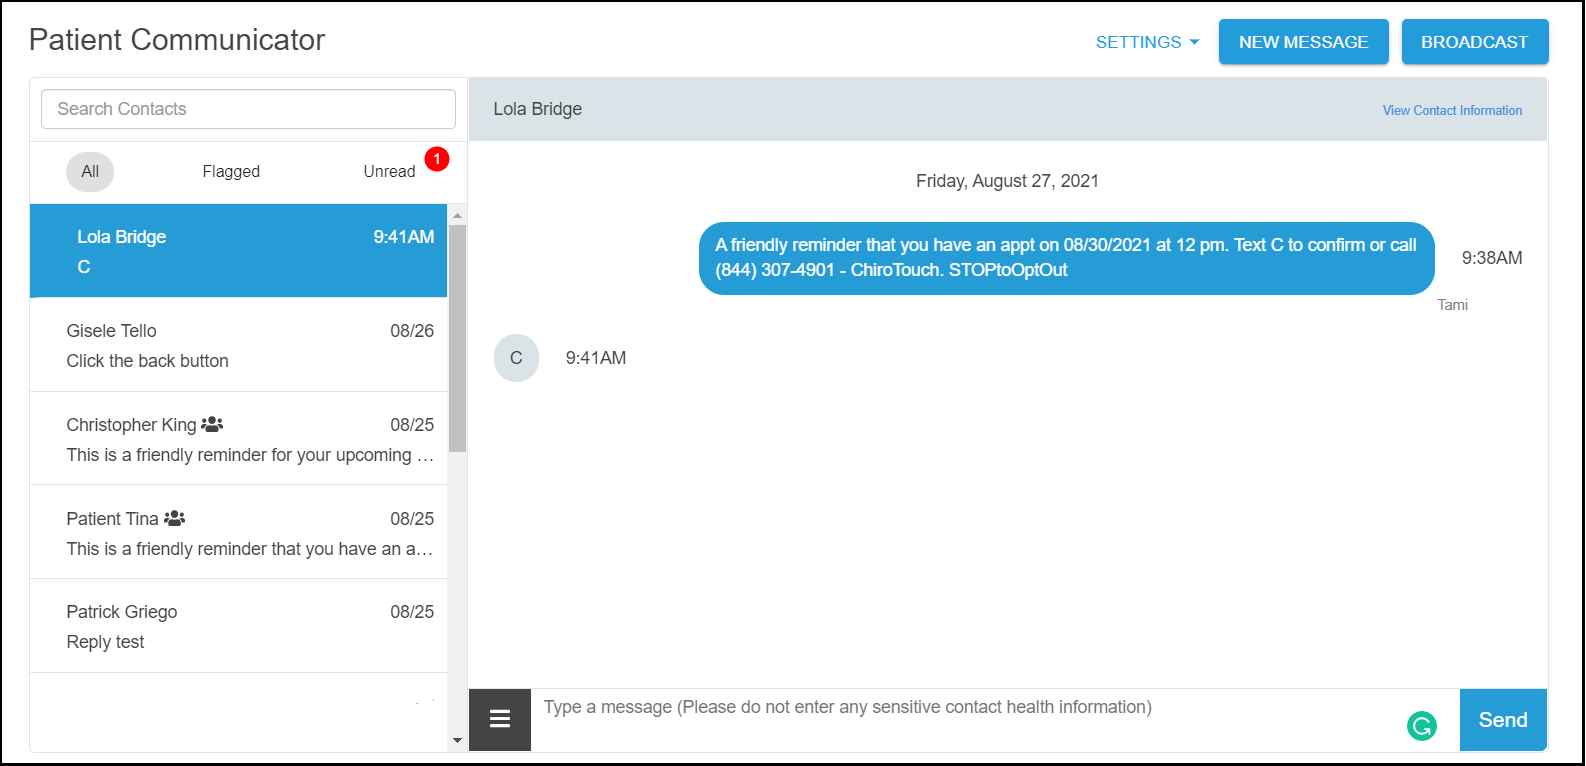 Patient Communicator
SETTINGS
NEW MESSAGE
BROADCAST
Search Contacts
All
Flagged
Unread
1
Lola Bridge
9:41AM
C
Gisele Tello
08/26
Click the back button
Christopher King
08/25
This is a friendly reminder for your upcoming …
Patient Tina
08/25
This is a friendly reminder that you have an a…
Patrick Griego
08/25
Reply test
Lola Bridge
View Contact Information
Friday, August 27, 2021
A friendly reminder that you have an appt on 08/30/2021 at 12 pm. Text C to confirm or call
(844) 307-4901 - ChiroTouch. STOPtoOptOut
9:38AM
Tami
C
9:41AM
Type a message (Please do not enter any sensitive contact health information)
Send